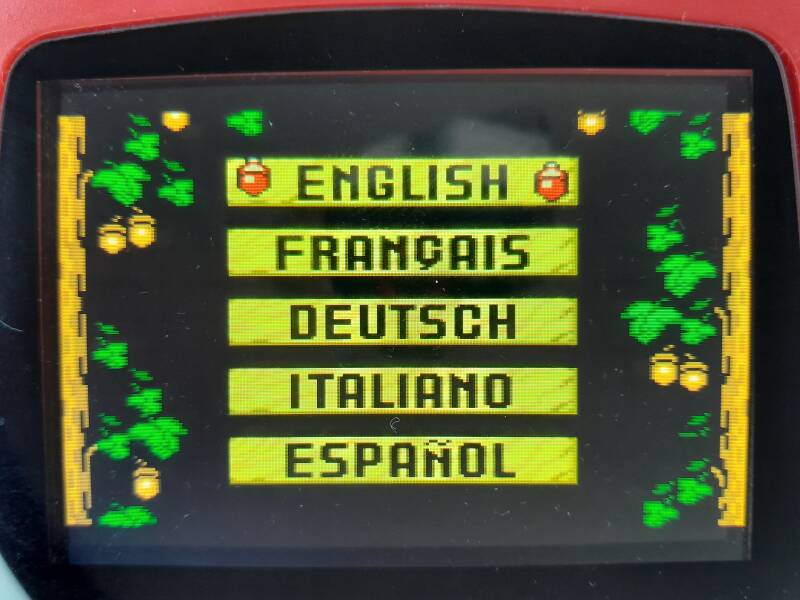 ENGLISH
FRANÇAIS
DEUTSCH
ITALIANO
ESPAÑOL